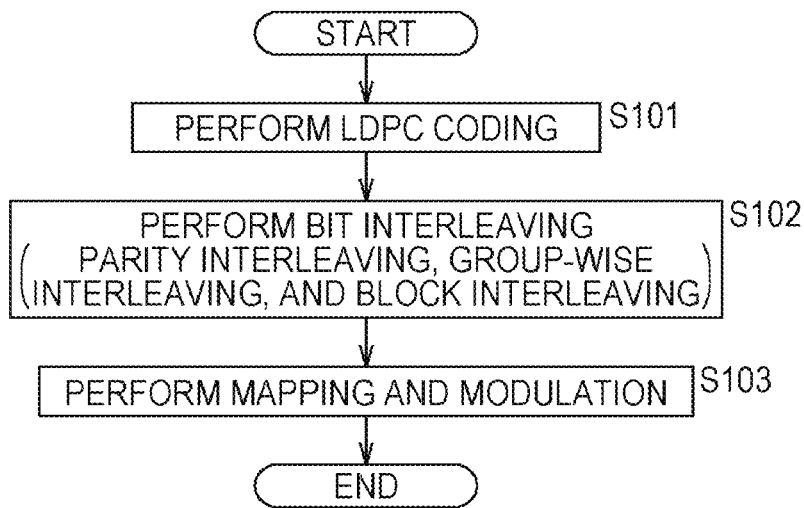 START
PERFORM LDPC CODING
S101
PERFORM BIT INTERLEAVING
(PARITY INTERLEAVING, GROUP-WISE
INTERLEAVING, AND BLOCK INTERLEAVING)
S102
PERFORM MAPPING AND MODULATION
S103
END